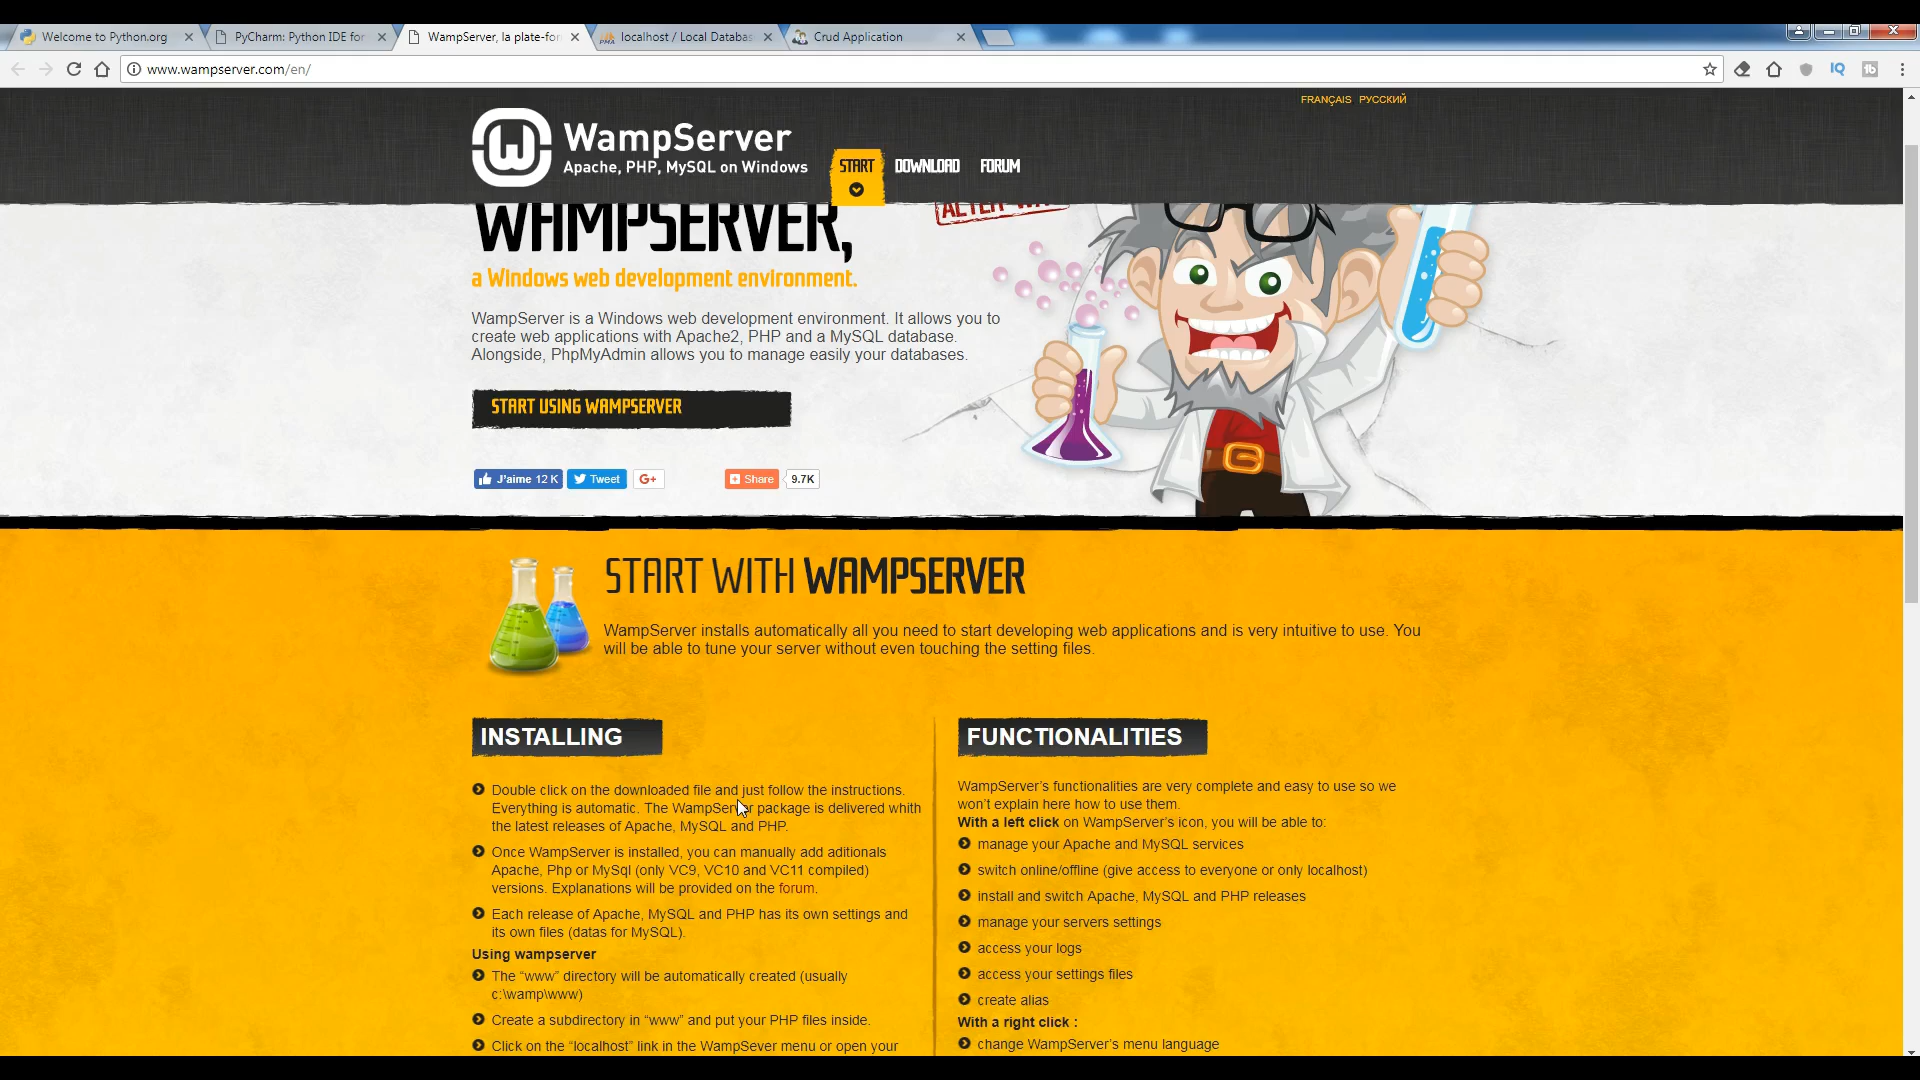 Welcome to Python.org
PyCharm: Python IDE for
WampServer, la plate-for
localhost / Local Databas
Crud Application
www.wampserver.com/en/
IQ
FRANÇAIS РУССКИЙ
WampServer
Apache, PHP, MySQL on Windows
START
DOWNLOAD
FORUM
WAMPSERVER,
a Windows web development environment.
WampServer is a Windows web development environment. It allows you to
create web applications with Apache2, PHP and a MySQL database.
Alongside, PhpMyAdmin allows you to manage easily your databases.
START USING WAMPSERVER
J'aime 12 K
Tweet
G+
Share
9.7K
START WITH WAMPSERVER
WampServer installs automatically all you need to start developing web applications and is very intuitive to use. You
will be able to tune your server without even touching the setting files.
INSTALLING
Double click on the downloaded file and just follow the instructions.
Everything is automatic. The WampServer package is delivered whith
the latest releases of Apache, MySQL and PHP.
Once WampServer is installed, you can manually add aditionals
Apache, Php or MySql (only VC9, VC10 and VC11 compiled)
versions. Explanations will be provided on the forum.
Each release of Apache, MySQL and PHP has its own settings and
its own files (datas for MySQL).
Using wampserver
The “www” directory will be automatically created (usually
c:\wamp\www)
Create a subdirectory in “www” and put your PHP files inside.
Click on the “localhost” link in the WampSever menu or open your
FUNCTIONALITIES
WampServer’s functionalities are very complete and easy to use so we
won’t explain here how to use them.
With a left click on WampServer’s icon, you will be able to:
manage your Apache and MySQL services
switch online/offline (give access to everyone or only localhost)
install and switch Apache, MySQL and PHP releases
manage your servers settings
access your logs
access your settings files
create alias
With a right click :
change WampServer’s menu language